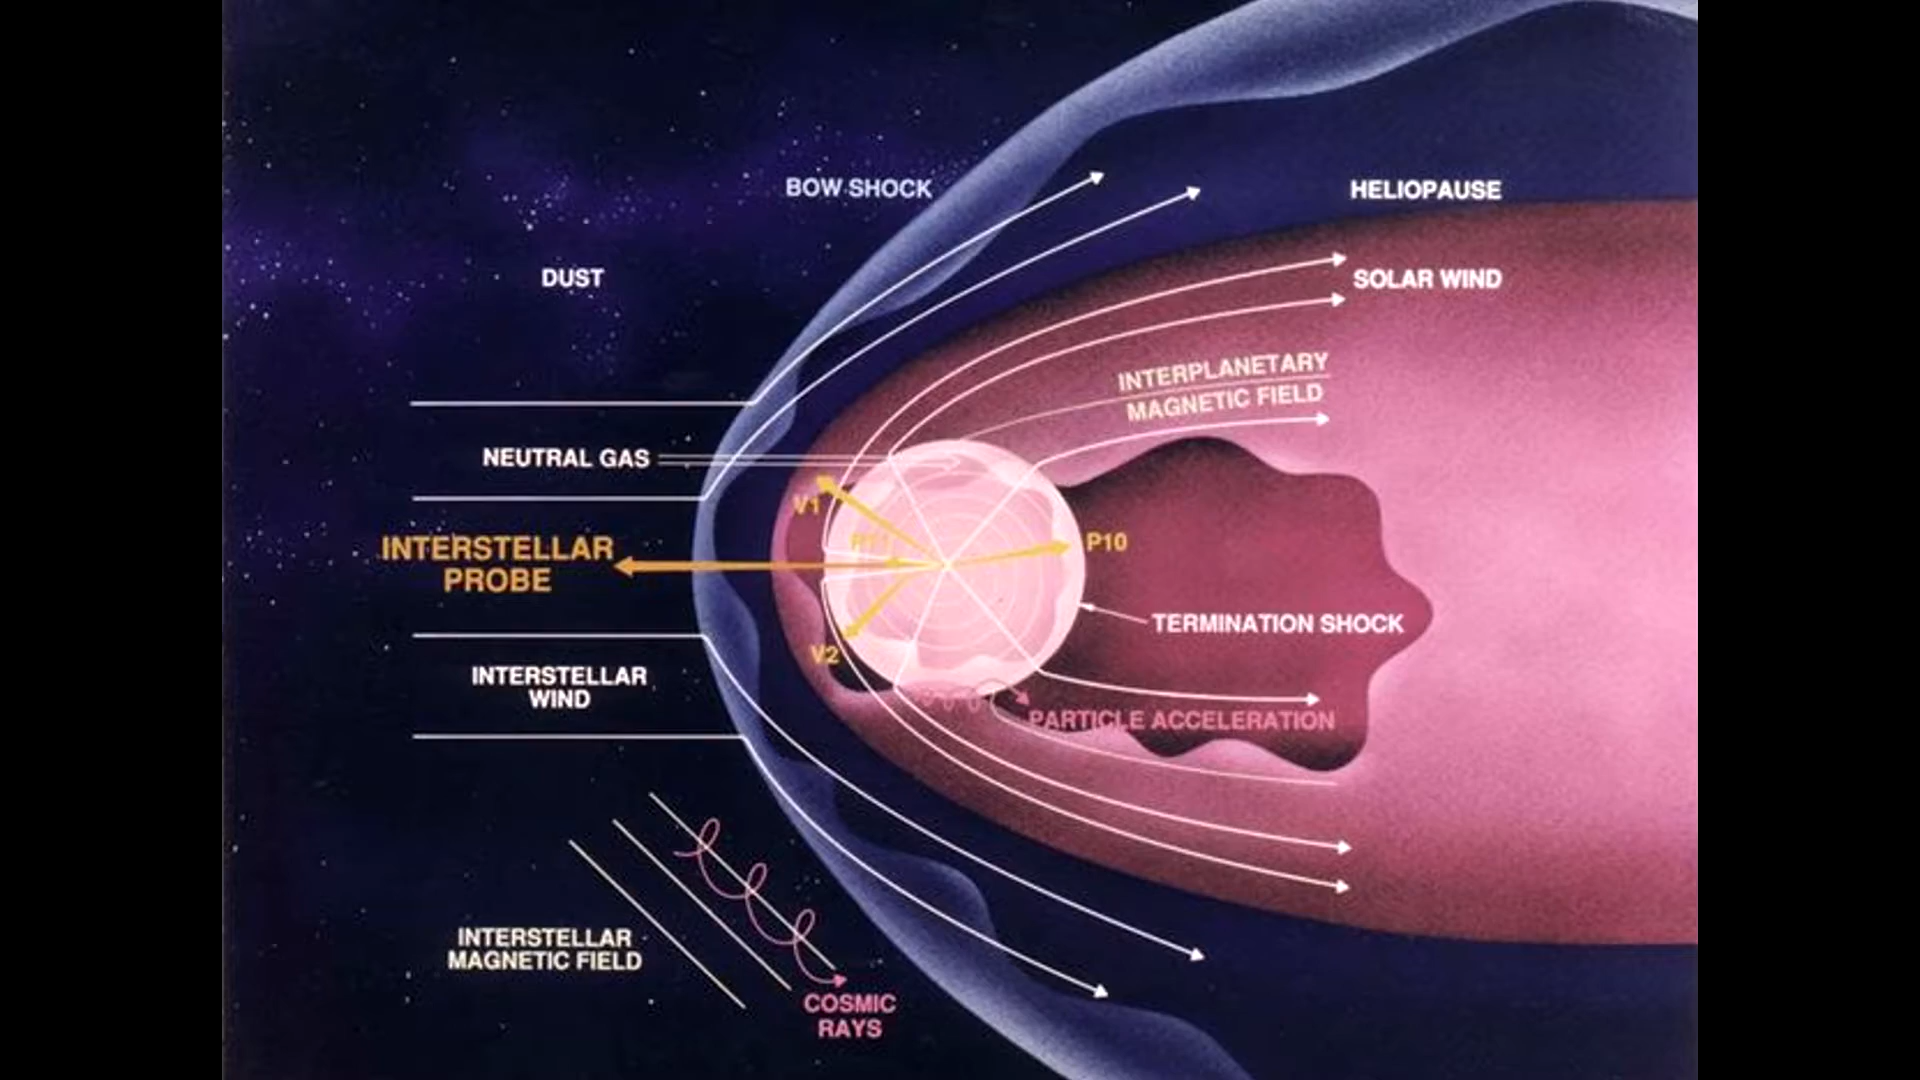 BOW SHOCK
HELIOPAUSE
DUST
SOLAR WIND
INTERPLANETARY
MAGNETIC FIELD
NEUTRAL GAS
V1
INTERSTELLAR
PROBE
P10
TERMINATION SHOCK
V2
INTERSTELLAR
WIND
PARTICLE ACCELERATION
INTERSTELLAR
MAGNETIC FIELD
COSMIC
RAYS